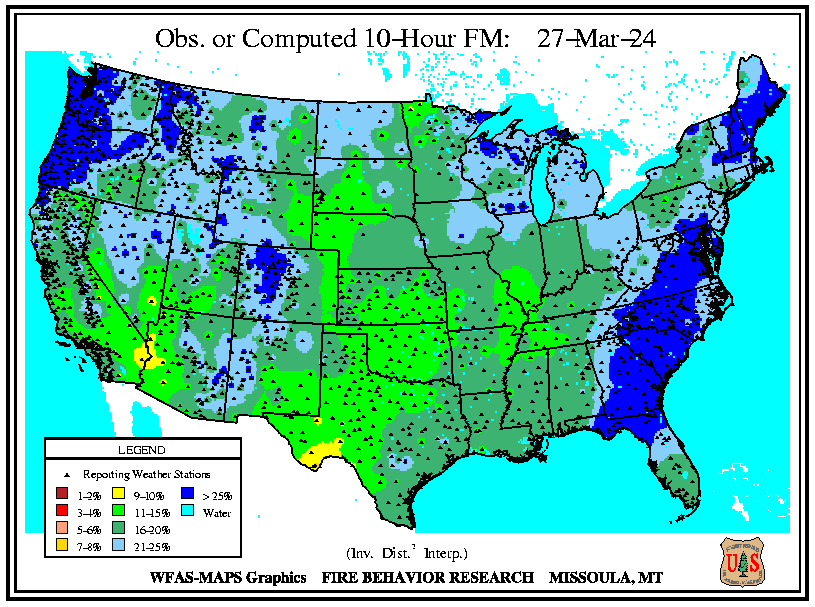 Obs. or Computed 10-Hour FM: 27-Mar-24
LEGEND
Reporting Weather Stations
1-2% 9-10% > 25%
3-4% 11-15% Water
5-6% 16-20%
7-8% 21-25%
(Inv. Dist.² Interp.)
WFAS-MAPS Graphics FIRE BEHAVIOR RESEARCH MISSOULA, MT
U S